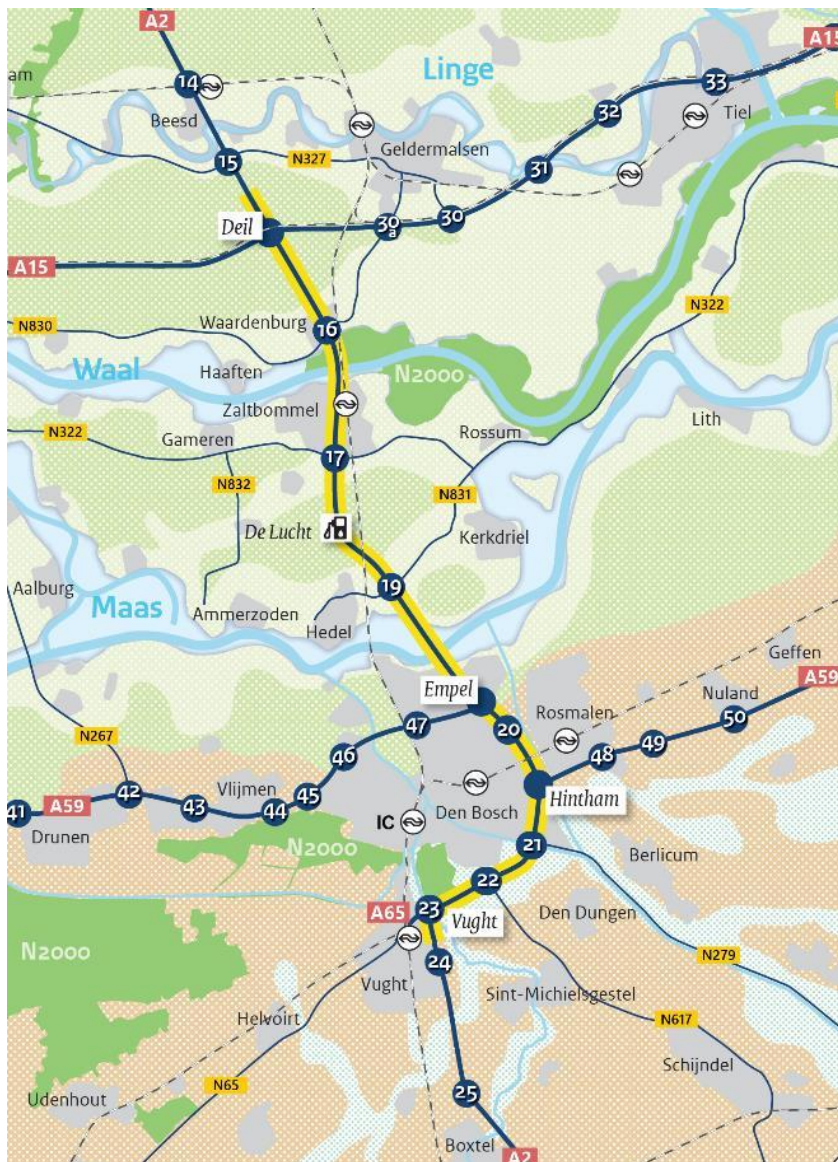 A2
Linge
A15
am
14
33
32
Tiel
Beesd
N327
15
Geldermalsen
31
Deil
30
a
30
A15
N322
N830
Waardenburg
16
Waal
Haaften
N2000
Zaltbommel
Lith
N322
Gameren
Rossum
17
N832
N831
De Lucht
Kerkdriel
19
Aalburg
Maas
Ammerzoden
Hedel
Geffen
Empel
A59
Nuland
N267
47
20
Rosmalen
50
46
48
49
42
Vlijmen
45
Hintham
41
A59
43
44
Den Bosch
IC
Drunen
N2000
21
Berlicum
22
A65
23
Vught
Den Dungen
N2000
24
N279
Vught
Sint-Michielsgestel
Helvoirt
N617
Schijndel
N65
25
Udenhout
Boxtel
A2